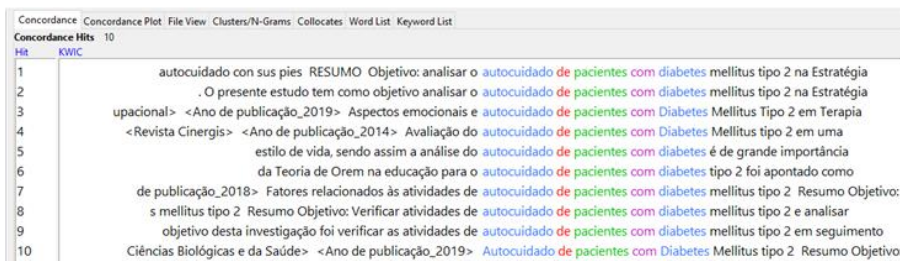 Concordance Concordance Plot File View Clusters/N-Grams Collocates Word List Keyword List
Concordance Hits 10
Hit KWIC
1 autocuidado con sus pies RESUMO Objetivo: analisar o autocuidado de pacientes com diabetes mellitus tipo 2 na Estratégia
2 . O presente estudo tem como objetivo analisar o autocuidado de pacientes com diabetes mellitus tipo 2 na Estratégia
3 upacional> <Ano de publicação_2019> Aspectos emocionais e autocuidado de pacientes com Diabetes Mellitus Tipo 2 em Terapia
4 <Revista Cinergis> <Ano de publicação_2014> Avaliação do autocuidado de pacientes com Diabetes Mellitus tipo 2 em uma
5 estilo de vida, sendo assim a análise do autocuidado de pacientes com diabetes é de grande importância
6 da Teoria de Orem na educação para o autocuidado de pacientes com diabetes tipo 2 foi apontado como
7 de publicação_2018> Fatores relacionados às atividades de autocuidado de pacientes com diabetes mellitus tipo 2 Resumo Objetivo:
8 s mellitus tipo 2 Resumo Objetivo: Verificar atividades de autocuidado de pacientes com diabetes mellitus tipo 2 e analisar
9 objetivo desta investigação foi verificar as atividades de autocuidado de pacientes com diabetes mellitus tipo 2 em seguimento
10 Ciências Biológicas e da Saúde> <Ano de publicação_2019> Autocuidado de pacientes com Diabetes Mellitus tipo 2 Resumo Objetivo